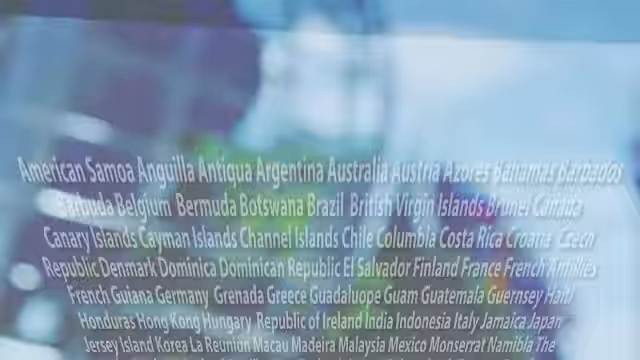 American Samoa Anguilla Antiqua Argentina Australia Austria Azores Bahamas Barbados
Barbuda Belgium Bermuda Botswana Brazil British Virgin Islands Brunei Canada
Canary Islands Cayman Islands Channel Islands Chile Columbia Costa Rica Croatia Czech
Republic Denmark Dominica Dominican Republic El Salvador Finland France French Antillies
French Guiana Germany Grenada Greece Guadaluope Guam Guatemala Guernsey Haiti
Honduras Hong Kong Hungary Republic of Ireland India Indonesia Italy Jamaica Japan
Jersey Island Korea La Reunion Macau Madeira Malaysia Mexico Monserrat Namibia The